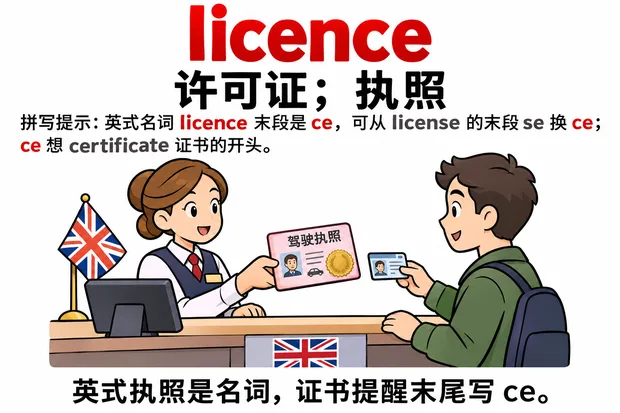 licence
许可证；执照
拼写提示：英式名词 licence 末段是 ce，可从 license 的末段 se 换 ce；
ce 想 certificate 证书的开头。
驾驶执照
英式执照是名词，证书提醒末尾写 ce。